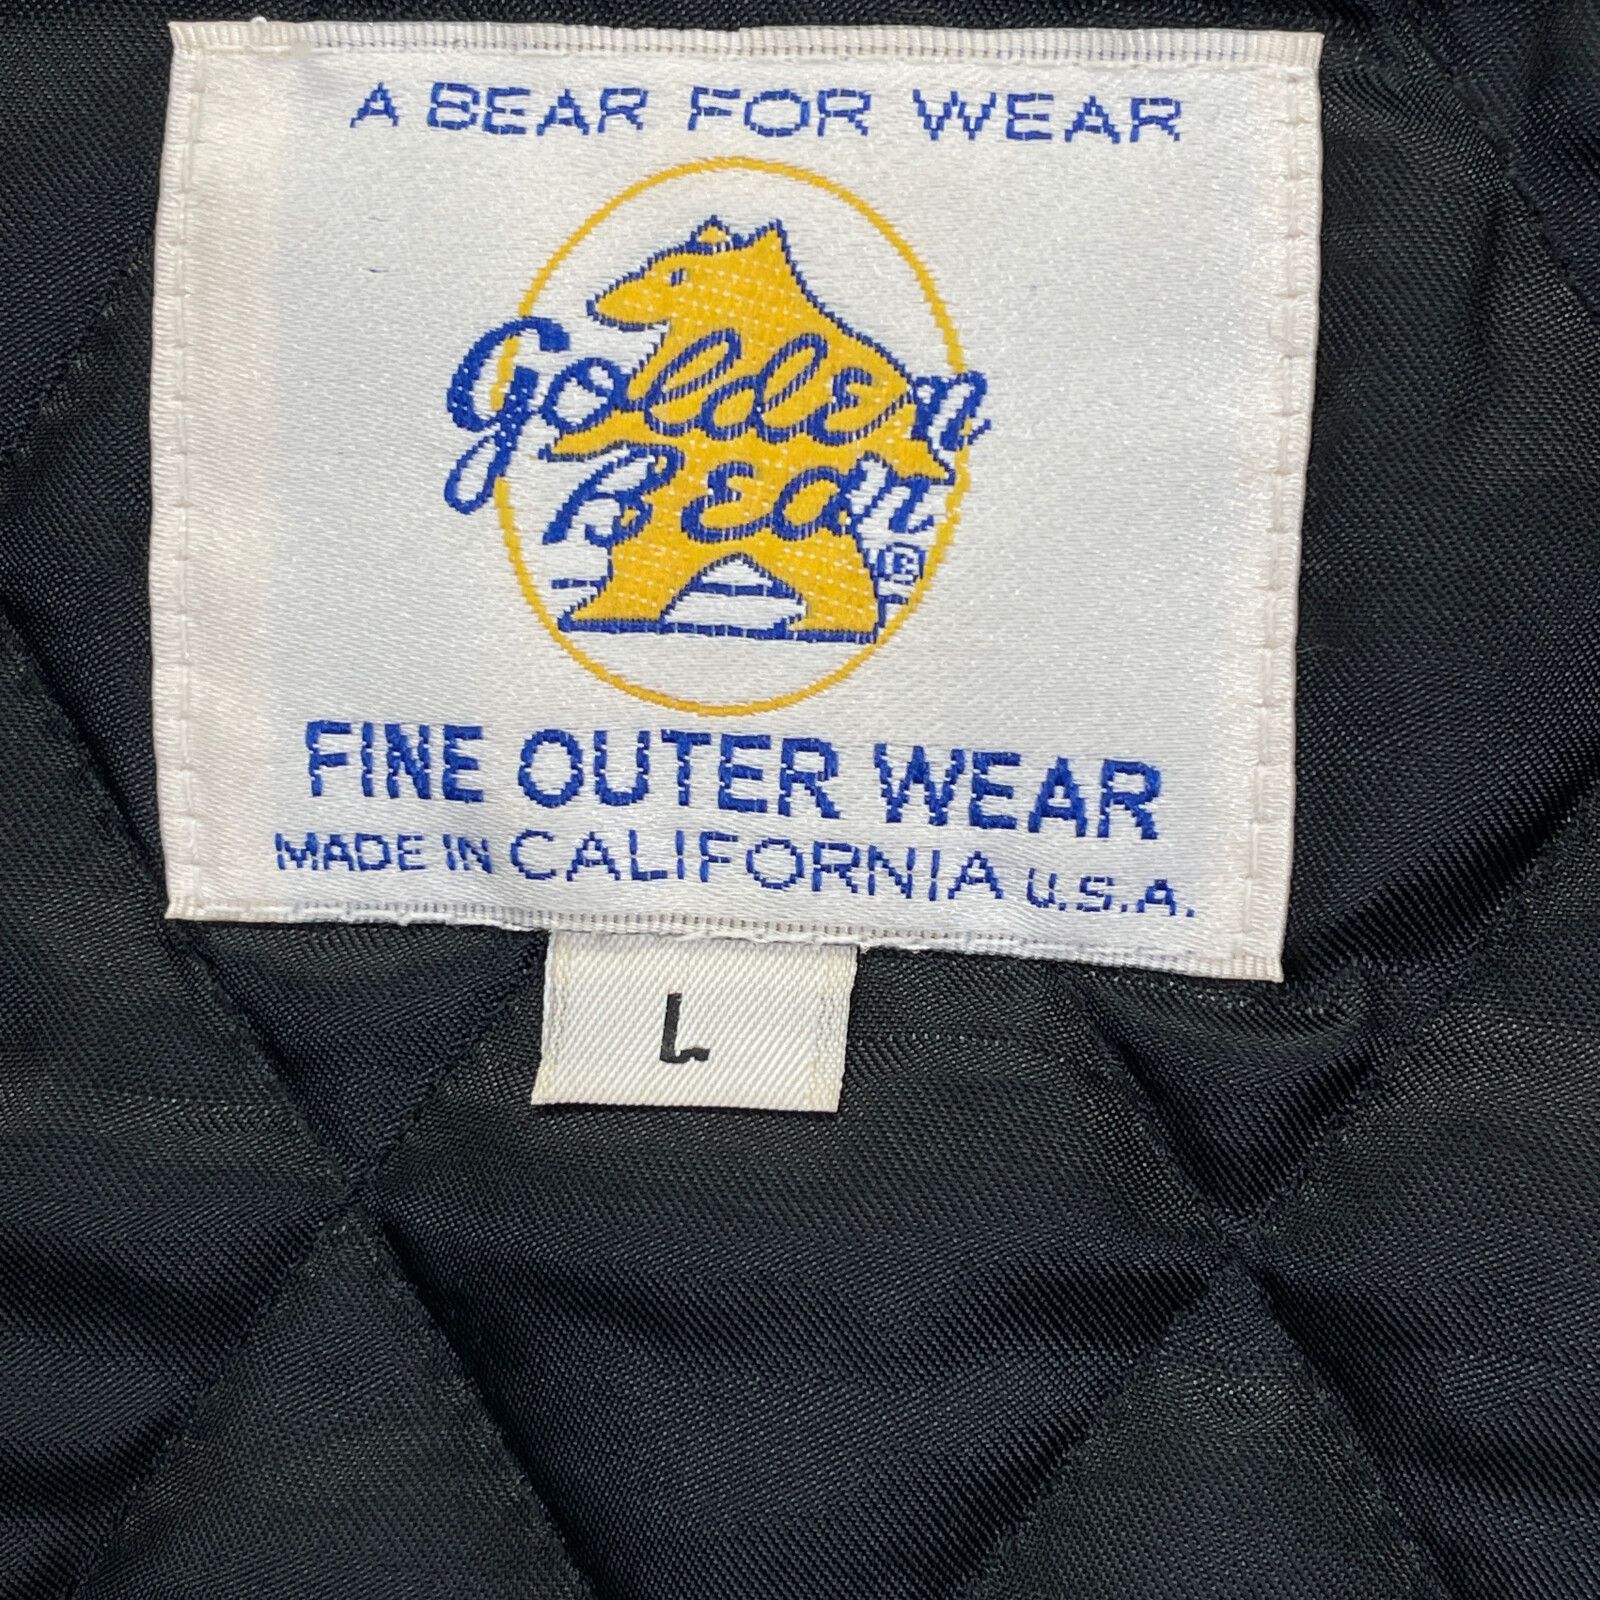 A BEAR FOR WEAR
Golden
Bear ®
FINE OUTER WEAR
MADE IN CALIFORNIA U.S.A.
L